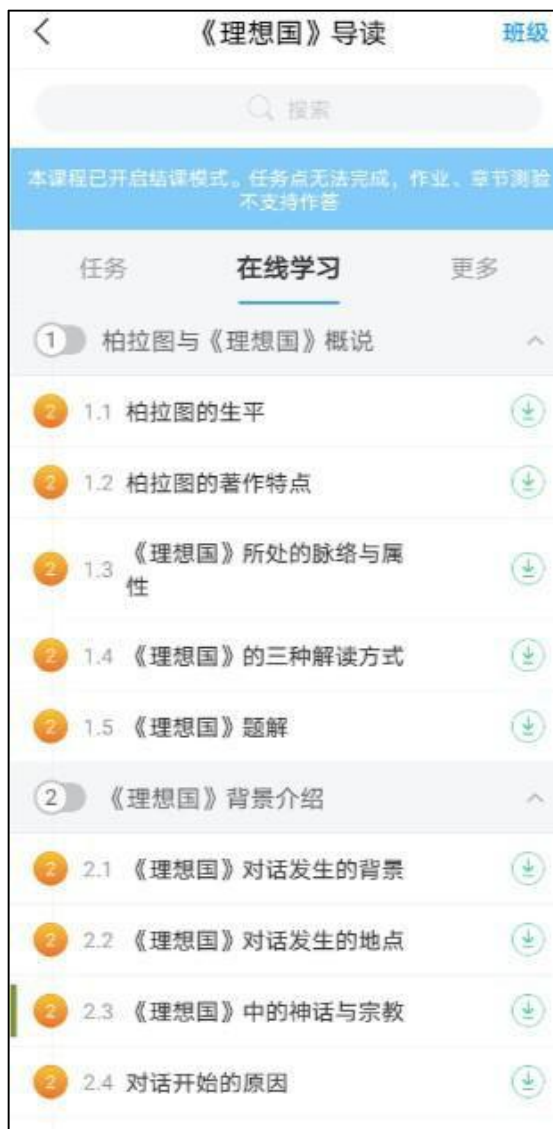 《理想国》导读 班级
搜索
本课程已开启结课模式。任务点无法完成，作业、章节测验
不支持作答
任务 在线学习 更多
1 柏拉图与《理想国》概说
2 1.1 柏拉图的生平
2 1.2 柏拉图的著作特点
2 1.3 《理想国》所处的脉络与属
性
2 1.4 《理想国》的三种解读方式
2 1.5 《理想国》题解
2 《理想国》背景介绍
2 2.1 《理想国》对话发生的背景
2 2.2 《理想国》对话发生的地点
2 2.3 《理想国》中的神话与宗教
2 2.4 对话开始的原因